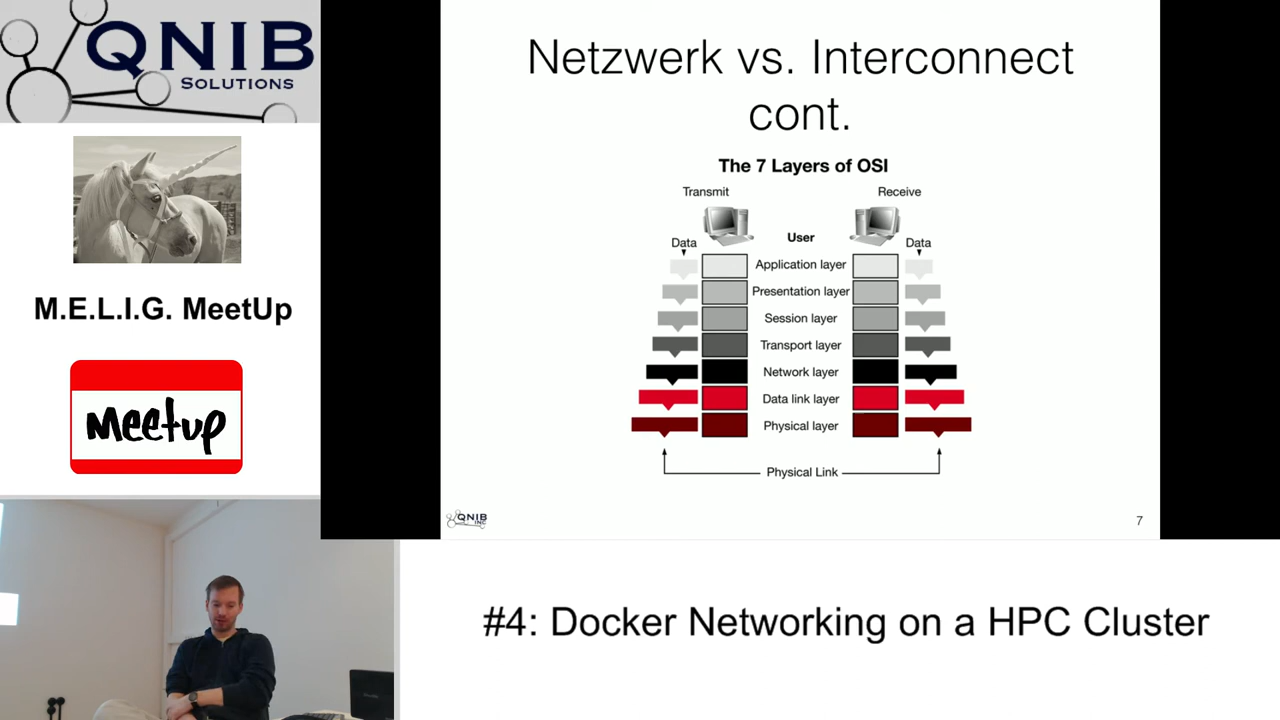 QNIB
SOLUTIONS
M.E.L.I.G. MeetUp
Meetup
Netzwerk vs. Interconnect
cont.
The 7 Layers of OSI
Transmit
Receive
User
Data
Data
Application layer
Presentation layer
Session layer
Transport layer
Network layer
Data link layer
Physical layer
Physical Link
QNIB
INC
7
#4: Docker Networking on a HPC Cluster